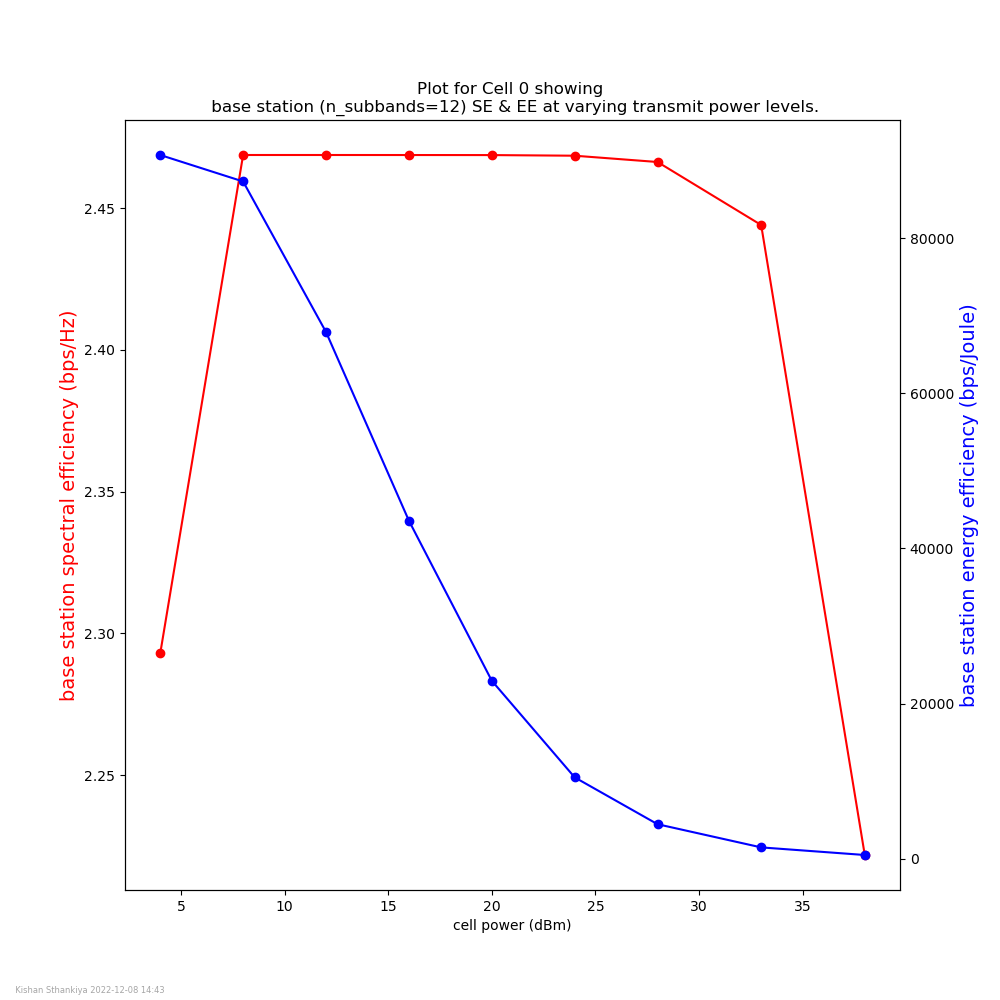 Plot for Cell 0 showing
base station (n_subbands=12) SE & EE at varying transmit power levels.
base station spectral efficiency (bps/Hz)
2.45
2.40
2.35
2.30
2.25
80000
60000
40000
20000
0
base station energy efficiency (bps/Joule)
5 10 15 20 25 30 35
cell power (dBm)
Kishan Sthankiya 2022-12-08 14:43